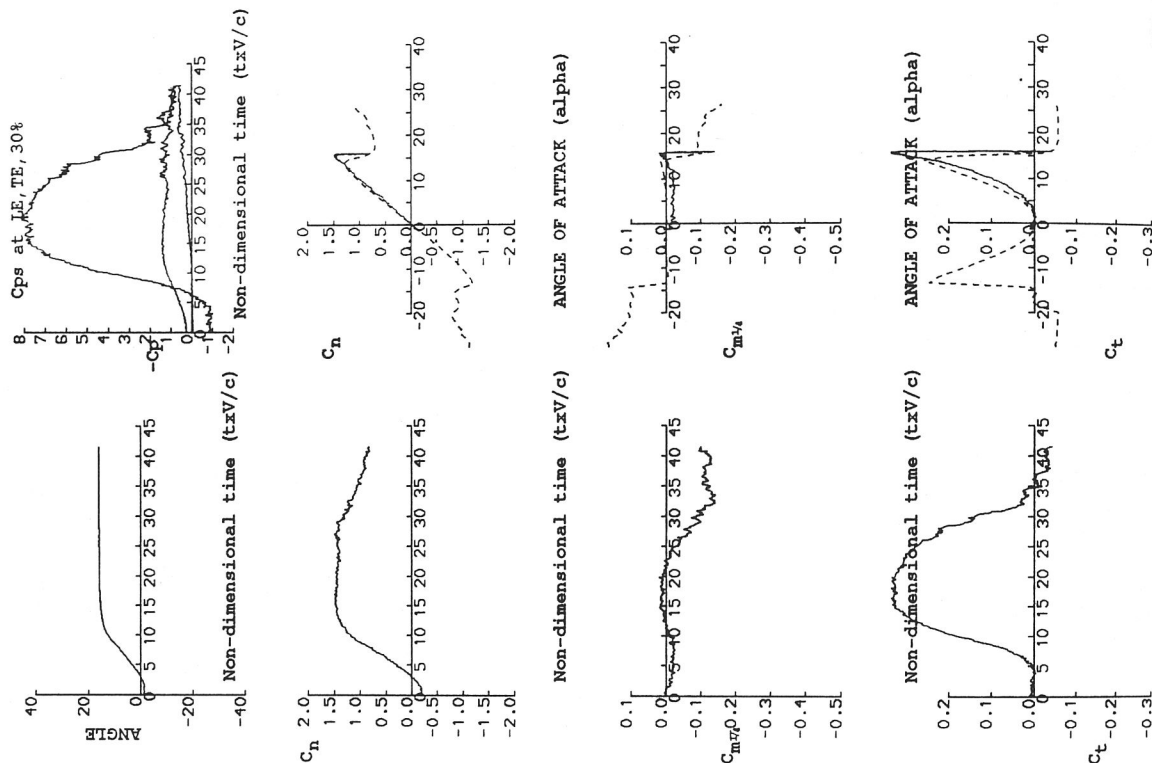 Cps at LE, TE, 30%
-Cp
8 7 6 5 4 3 2 1 0 -1 -2
0 5 10 15 20 25 30 35 40 45
Non-dimensional time (txV/c)
ANGLE
40 20 0 -20 -40
0 5 10 15 20 25 30 35 40 45
Non-dimensional time (txV/c)
Cn
2.0 1.5 1.0 0.5 0.0 -0.5 -1.0 -1.5 -2.0
-20 -10 0 10 20 30 40
ANGLE OF ATTACK (alpha)
Cn
2.0 1.5 1.0 0.5 0.0 -0.5 -1.0 -1.5 -2.0
0 5 10 15 20 25 30 35 40 45
Non-dimensional time (txV/c)
Cm¼
0.1 0.0 -0.1 -0.2 -0.3 -0.4 -0.5
-20 -10 0 10 20 30 40
ANGLE OF ATTACK (alpha)
Cm¼
0.1 0.0 -0.1 -0.2 -0.3 -0.4 -0.5
0 5 10 15 20 25 30 35 40 45
Non-dimensional time (txV/c)
Ct
0.2 0.1 0.0 -0.1 -0.2 -0.3
-20 -10 0 10 20 30 40
Ct
0.2 0.1 0.0 -0.1 -0.2 -0.3
0 5 10 15 20 25 30 35 40 45